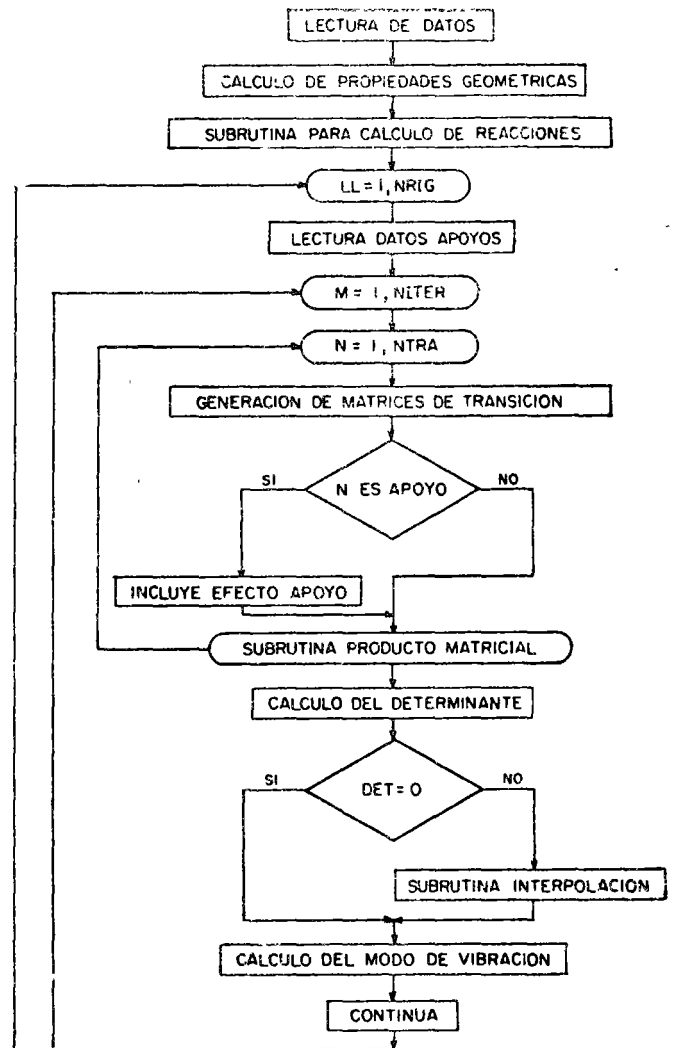 LECTURA DE DATOS
CALCULO DE PROPIEDADES GEOMETRICAS
SUBRUTINA PARA CALCULO DE REACCIONES
LL = 1, NRIG
LECTURA DATOS APOYOS
M = 1, NITER
N = 1, NTRA
GENERACION DE MATRICES DE TRANSICION
SI
N ES APOYO
NO
INCLUYE EFECTO APOYO
SUBRUTINA PRODUCTO MATRICIAL
CALCULO DEL DETERMINANTE
SI
DET = 0
NO
SUBRUTINA INTERPOLACION
CALCULO DEL MODO DE VIBRACION
CONTINUA